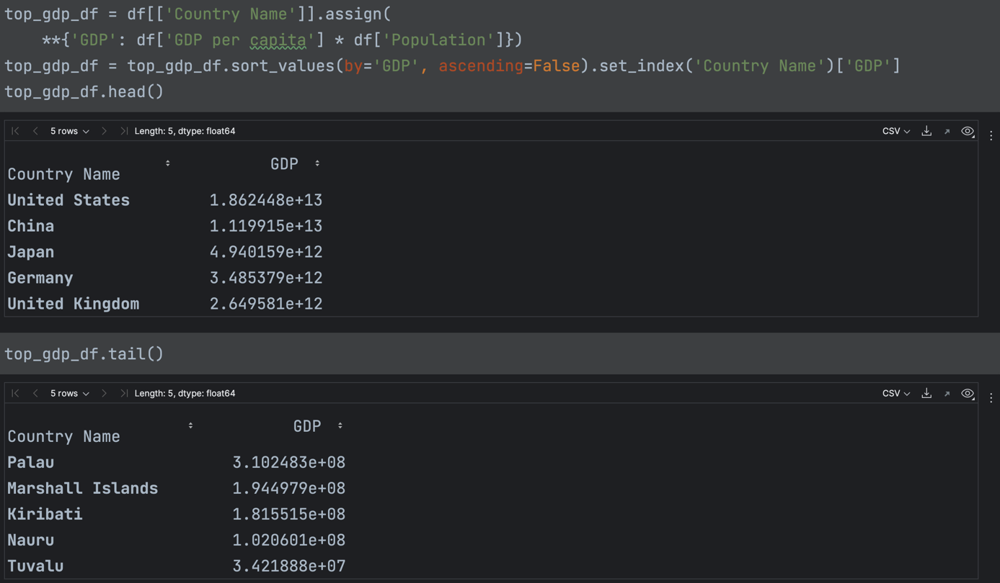 top_gdp_df = df[['Country Name']].assign(
    **{'GDP': df['GDP per capita'] * df['Population']})
top_gdp_df = top_gdp_df.sort_values(by='GDP', ascending=False).set_index('Country Name')['GDP']
top_gdp_df.head()
5 rows Length: 5, dtype: float64 CSV
GDP
Country Name
United States 1.862448e+13
China 1.119915e+13
Japan 4.940159e+12
Germany 3.485379e+12
United Kingdom 2.649581e+12
top_gdp_df.tail()
5 rows Length: 5, dtype: float64 CSV
GDP
Country Name
Palau 3.102483e+08
Marshall Islands 1.944979e+08
Kiribati 1.815515e+08
Nauru 1.020601e+08
Tuvalu 3.421888e+07